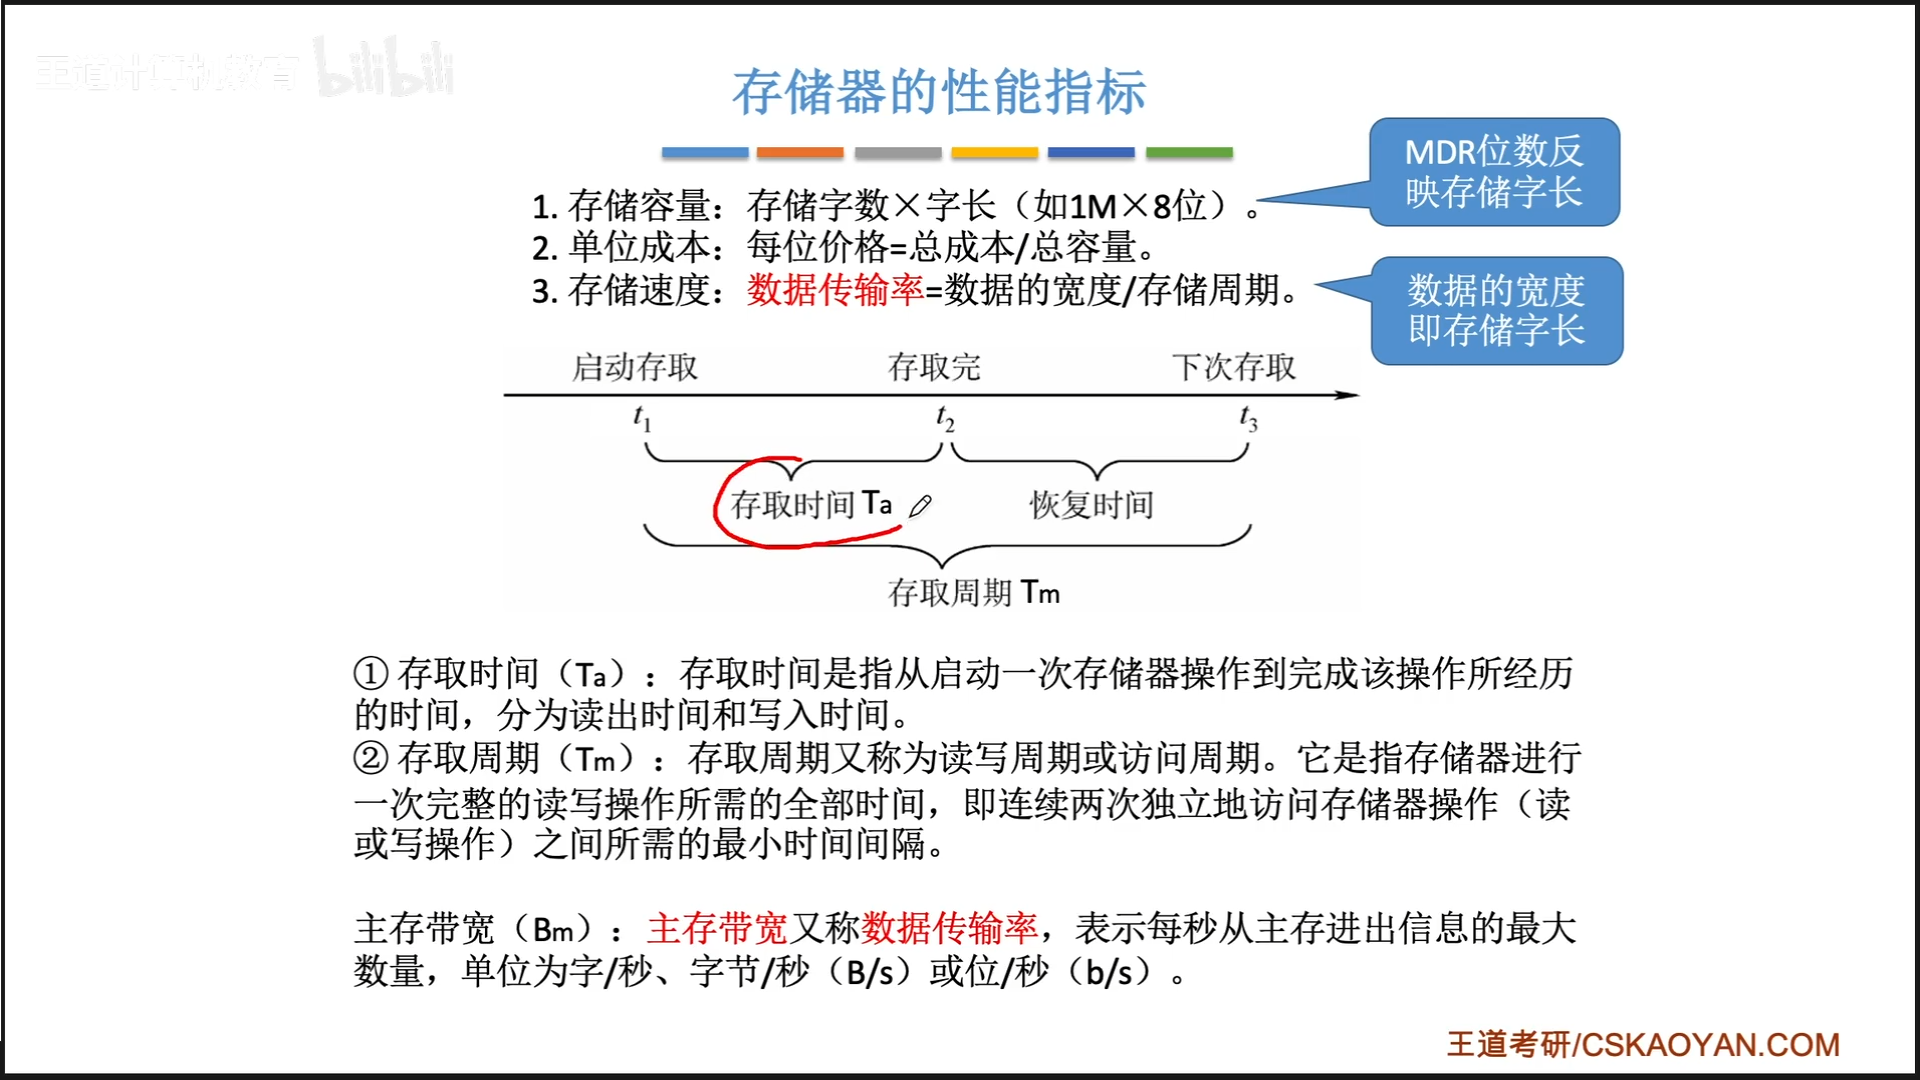 王道计算机教育 bilibili
存储器的性能指标
MDR位数反
映存储字长
1. 存储容量：存储字数×字长（如1M×8位）。
2. 单位成本：每位价格=总成本/总容量。
3. 存储速度：数据传输率=数据的宽度/存储周期。
数据的宽度
即存储字长
启动存取 存取完 下次存取
t1 t2 t3
存取时间 Ta 恢复时间
存取周期 Tm
① 存取时间（Ta）：存取时间是指从启动一次存储器操作到完成该操作所经历
的时间，分为读出时间和写入时间。
② 存取周期（Tm）：存取周期又称为读写周期或访问周期。它是指存储器进行
一次完整的读写操作所需的全部时间，即连续两次独立地访问存储器操作（读
或写操作）之间所需的最小时间间隔。
主存带宽（Bm）：主存带宽又称数据传输率，表示每秒从主存进出信息的最大
数量，单位为字/秒、字节/秒（B/s）或位/秒（b/s）。
王道考研/CSKAOYAN.COM